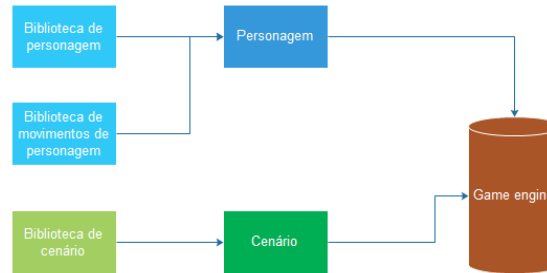 Biblioteca de
personagem
Personagem
Biblioteca de
movimentos de
personagem
Game engin
Biblioteca de
cenário
Cenário